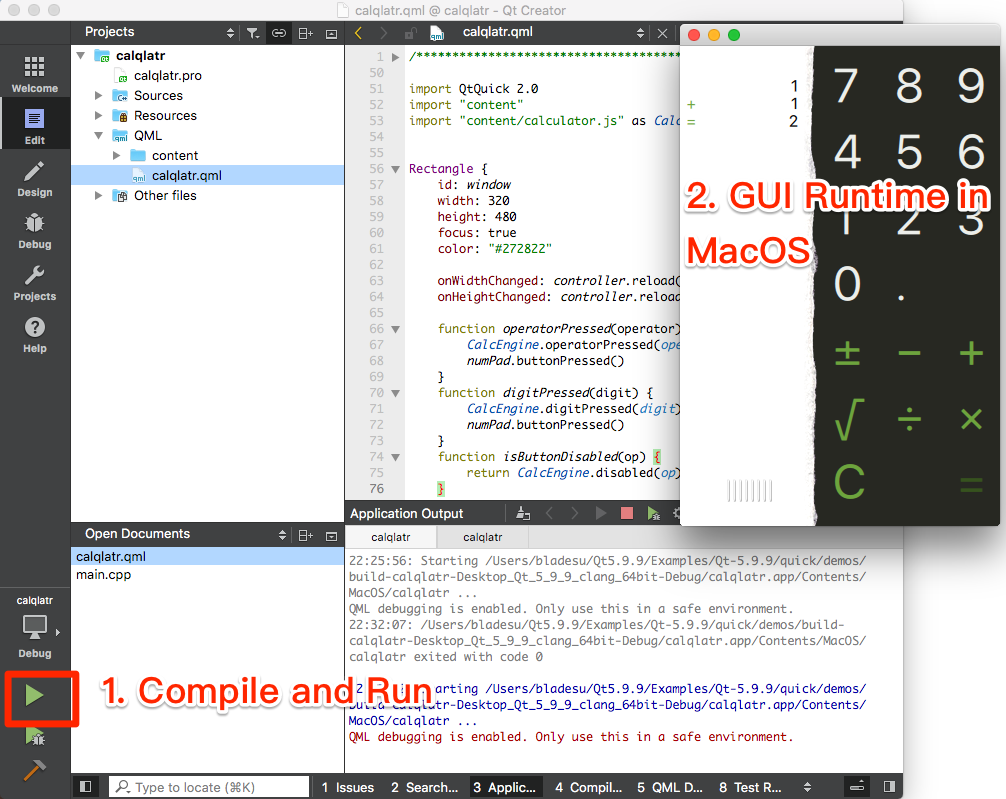 calqlatr.qml @ calqlatr - Qt Creator
Projects
calqlatr
calqlatr.pro
Sources
Resources
QML
content
calqlatr.qml
Other files
Welcome
Edit
Design
Debug
Projects
Help
calqlatr.qml
1 /************************************
50
51 import QtQuick 2.0
52 import "content"
53 import "content/calculator.js" as Calc
54
55
56 Rectangle {
57 id: window
58 width: 320
59 height: 480
60 focus: true
61 color: "#272822"
62
63 onWidthChanged: controller.reload(
64 onHeightChanged: controller.reload
65
66 function operatorPressed(operator)
67 CalcEngine.operatorPressed(ope
68 numPad.buttonPressed()
69 }
70 function digitPressed(digit) {
71 CalcEngine.digitPressed(digit)
72 numPad.buttonPressed()
73 }
74 function isButtonDisabled(op) {
75 return CalcEngine.disabled(op)
76 }
1
+ 1
= 2
7 8 9
4 5 6
1 2 3
0 .
± − +
√ ÷ ×
C =
2. GUI Runtime in
MacOS
Open Documents
calqlatr.qml
main.cpp
calqlatr
Debug
1. Compile and Run
Application Output
calqlatr calqlatr
22:25:56: Starting /Users/bladesu/Qt5.9.9/Examples/Qt-5.9.9/quick/demos/
build-calqlatr-Desktop_Qt_5_9_9_clang_64bit-Debug/calqlatr.app/Contents/
MacOS/calqlatr ...
QML debugging is enabled. Only use this in a safe environment.
22:32:07: /Users/bladesu/Qt5.9.9/Examples/Qt-5.9.9/quick/demos/build-
calqlatr-Desktop_Qt_5_9_9_clang_64bit-Debug/calqlatr.app/Contents/MacOS/
calqlatr exited with code 0
arting /Users/bladesu/Qt5.9.9/Examples/Qt-5.9.9/quick/demos/
build-calqlatr-Desktop_Qt_5_9_9_clang_64bit-Debug/calqlatr.app/Contents/
MacOS/calqlatr ...
QML debugging is enabled. Only use this in a safe environment.
Type to locate (⌘K)
1 Issues 2 Search... 3 Applic... 4 Compil... 5 QML D... 8 Test R...